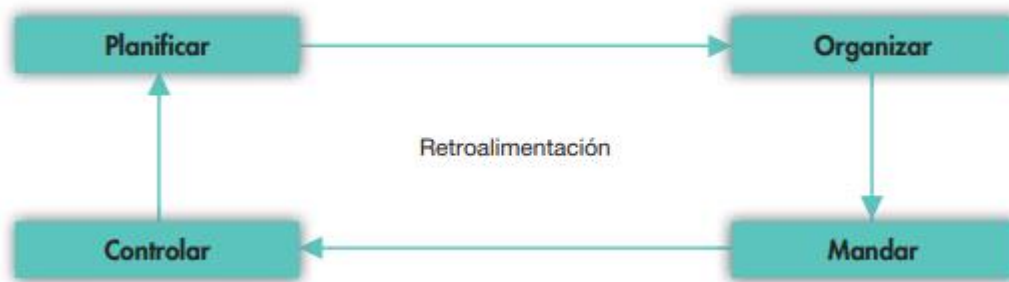 Planificar
Organizar
Retroalimentación
Controlar
Mandar